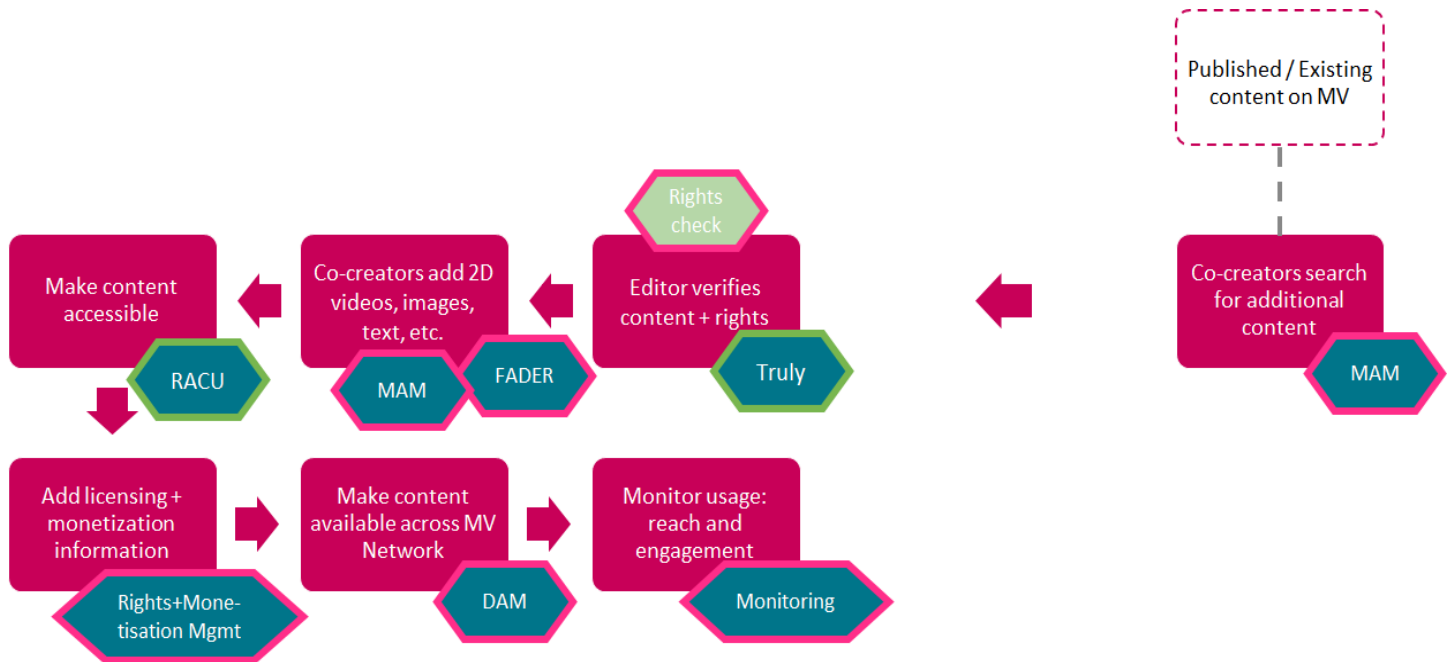 Published / Existing
content on MV
Rights
check
Make content
accessible
RACU
Co-creators add 2D
videos, images,
text, etc.
MAM
FADER
Editor verifies
content + rights
Truly
Co-creators search
for additional
content
MAM
Add licensing +
monetization
information
Rights+Mone-
tisation Mgmt
Make content
available across MV
Network
DAM
Monitor usage:
reach and
engagement
Monitoring